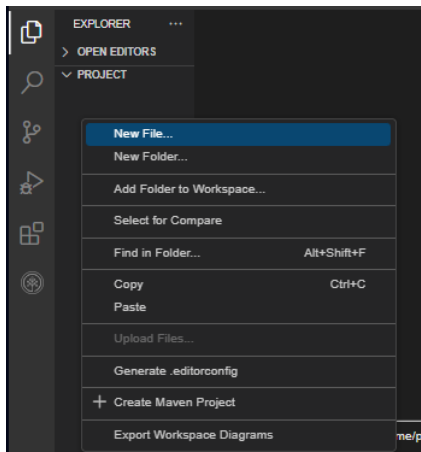 EXPLORER ...
OPEN EDITORS
PROJECT
New File...
New Folder...
Add Folder to Workspace...
Select for Compare
Find in Folder... Alt+Shift+F
Copy Ctrl+C
Paste
Upload Files...
Generate .editorconfig
Create Maven Project
Export Workspace Diagrams
me/p